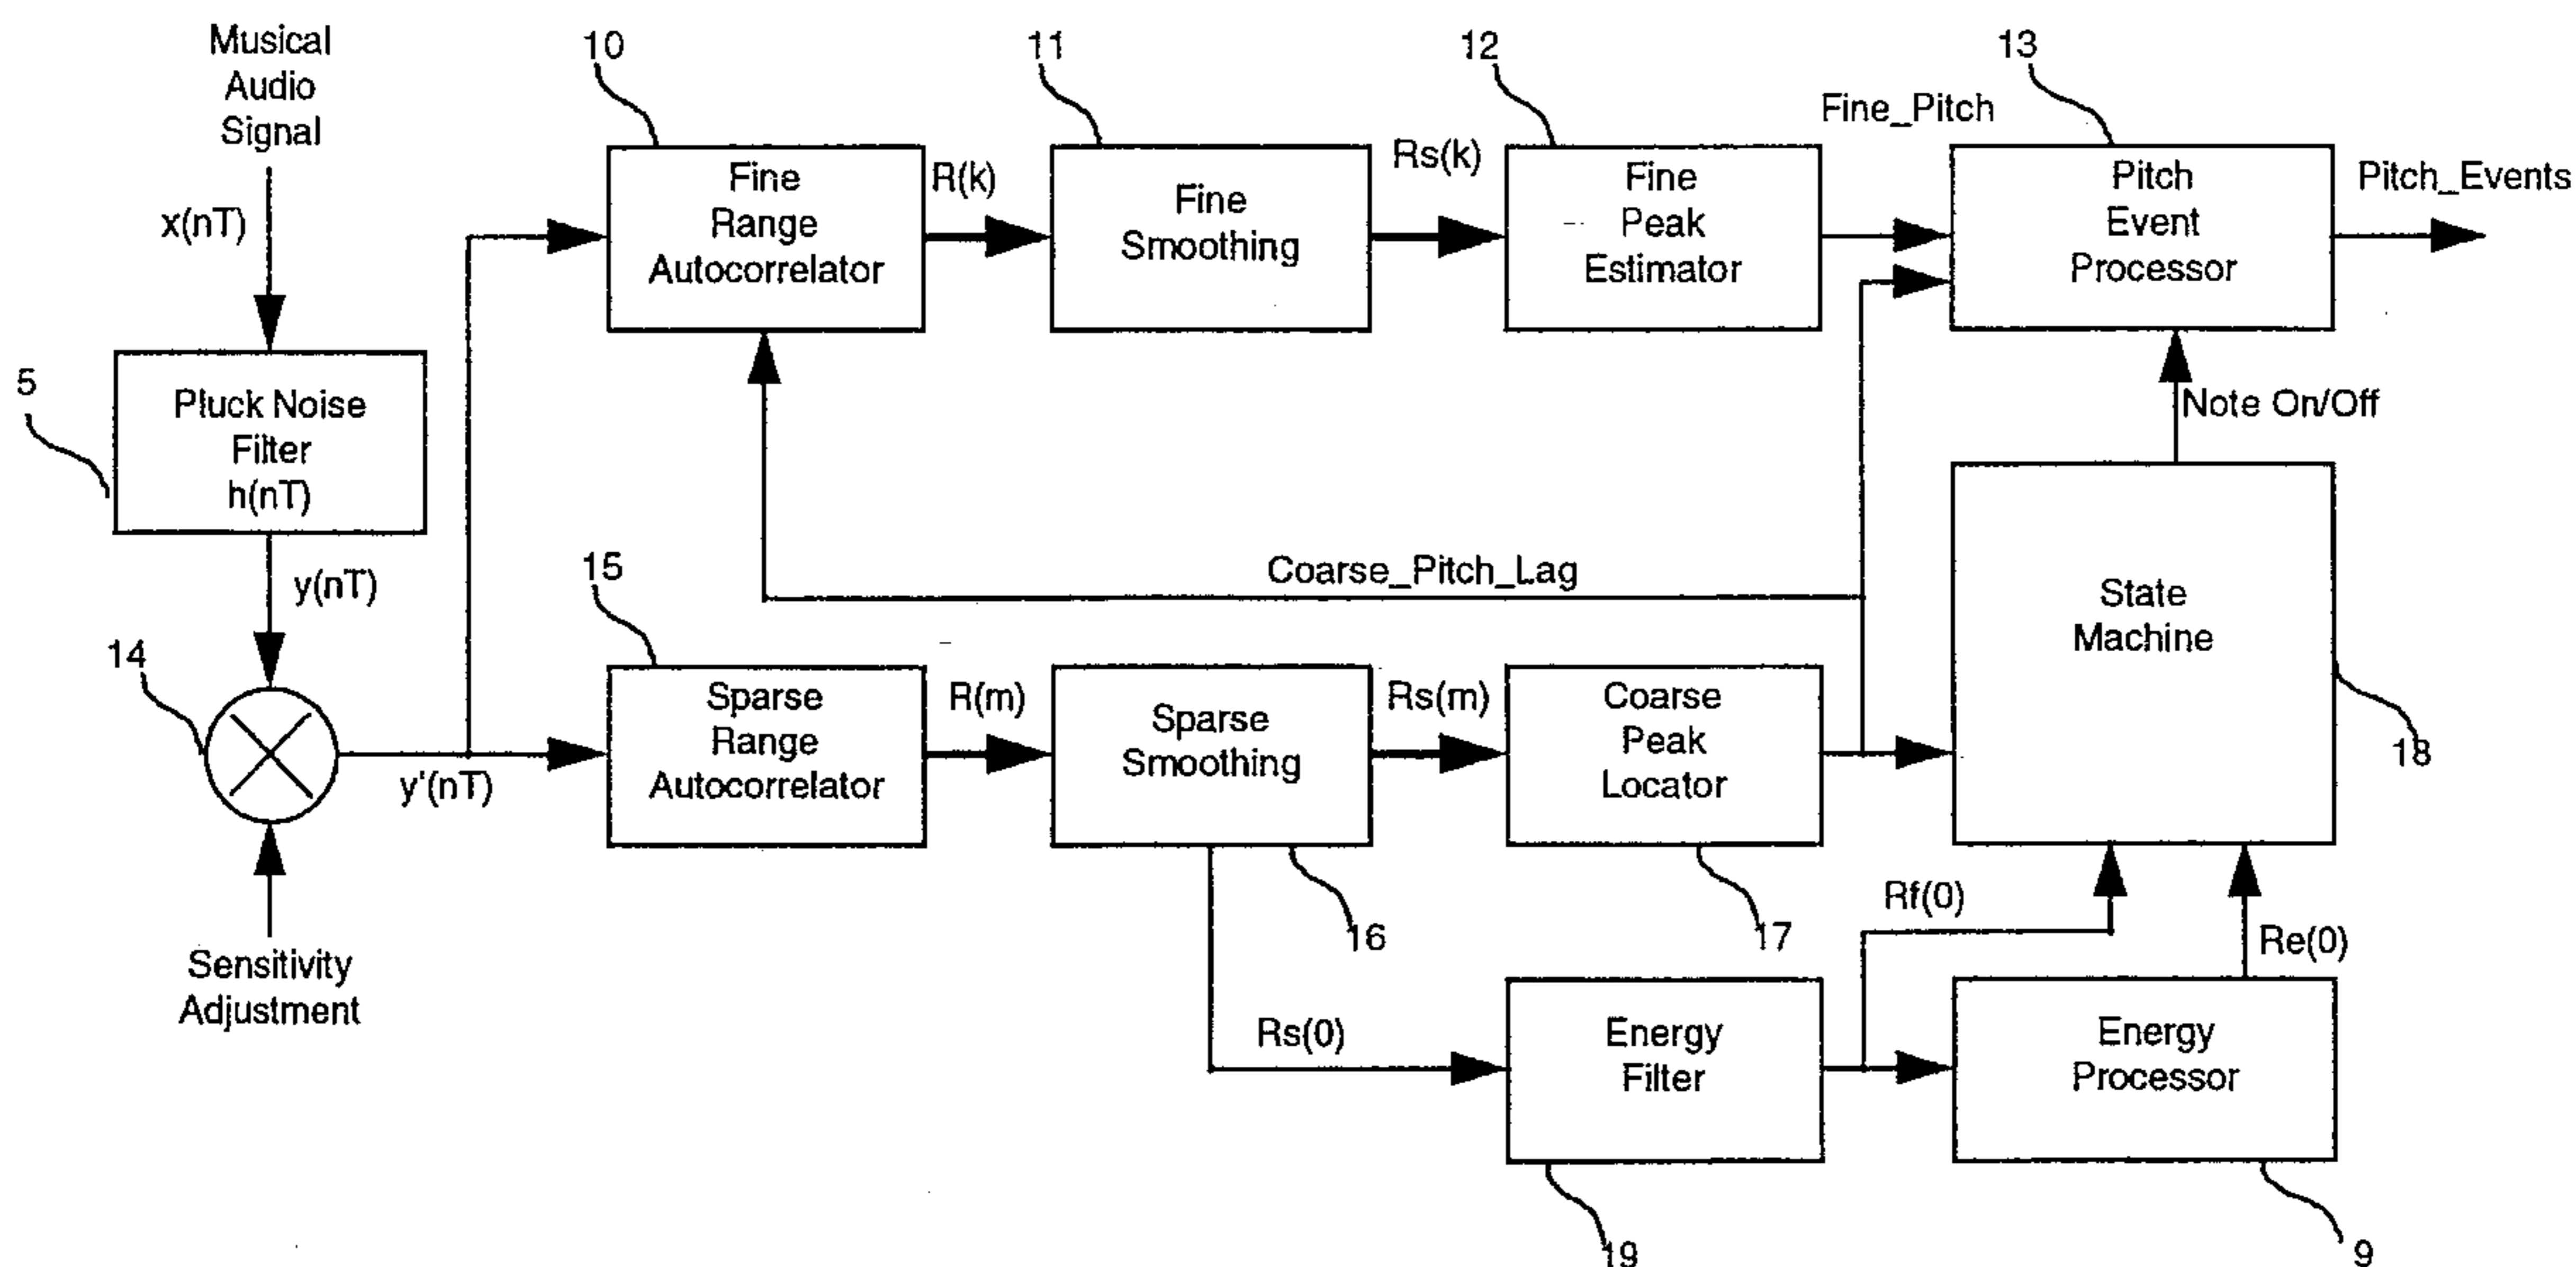 Musical
Audio
Signal
10
11
12
13
Fine_Pitch
x(nT)
Fine
Range
Autocorrelator
R(k)
Fine
Smoothing
Rs(k)
Fine
Peak
Estimator
Pitch
Event
Processor
Pitch_Events
5
Pluck Noise
Filter
h(nT)
Note On/Off
y(nT)
15
Coarse_Pitch_Lag
State
Machine
14
y'(nT)
Sparse
Range
Autocorrelator
R(m)
Sparse
Smoothing
Rs(m)
Coarse
Peak
Locator
18
Sensitivity
Adjustment
16
17
Rf(0)
Re(0)
Rs(0)
Energy
Filter
Energy
Processor
19
9